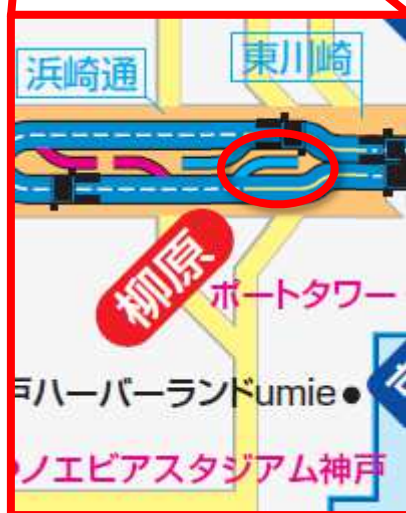 浜崎通
東川崎
柳原
ポートタワー
戸ハーバーランドumie
ノエビアスタジアム神戸